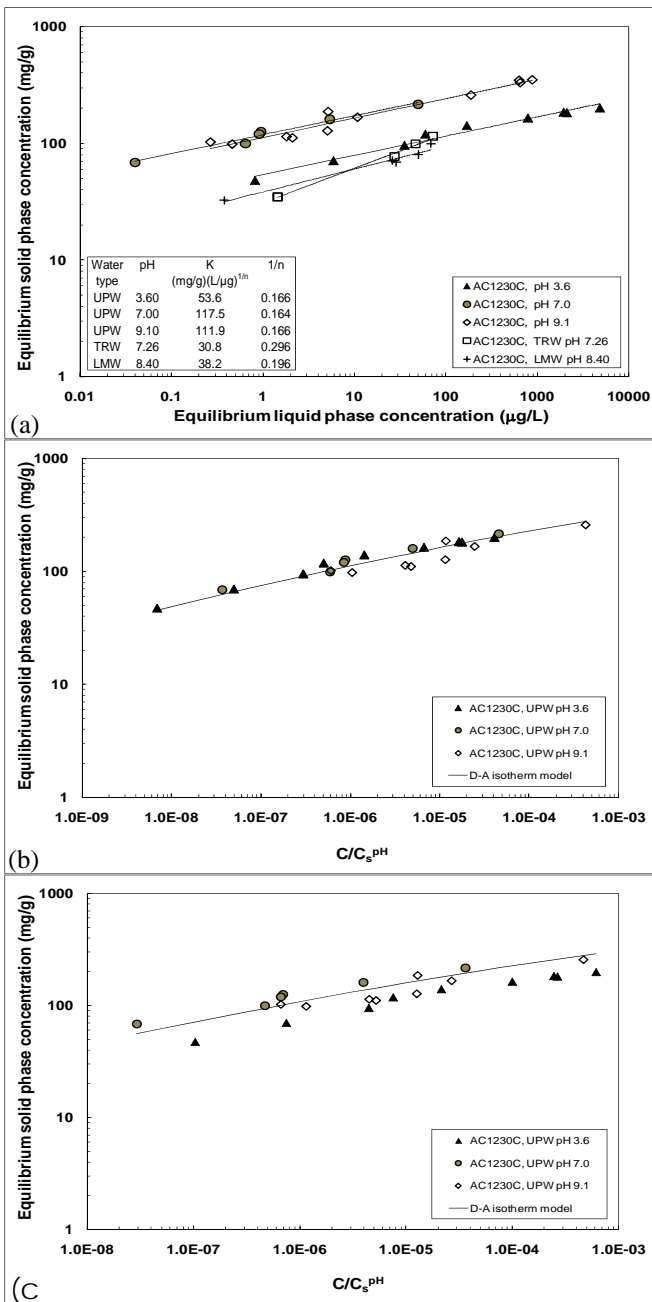 Equilibrium solid phase concentration (mg/g)
1000
100
10
1
Water type pH K (mg/g)(L/µg)1/n 1/n
UPW 3.60 53.6 0.166
UPW 7.00 117.5 0.164
UPW 9.10 111.9 0.166
TRW 7.26 30.8 0.296
LMW 8.40 38.2 0.196
AC1230C, pH 3.6
AC1230C, pH 7.0
AC1230C, pH 9.1
AC1230C, TRW pH 7.26
AC1230C, LMW pH 8.40
0.01 0.1 1 10 100 1000 10000
(a) Equilibrium liquid phase concentration (µg/L)
Equilibrium solid phase concentration (mg/g)
1000
100
10
1
AC1230C, UPW pH 3.6
AC1230C, UPW pH 7.0
AC1230C, UPW pH 9.1
D-A isotherm model
1.0E-09 1.0E-08 1.0E-07 1.0E-06 1.0E-05 1.0E-04 1.0E-03
(b) C/CspH
Equilibrium solid phase concentration (mg/g)
1000
100
10
1
AC1230C, UPW pH 3.6
AC1230C, UPW pH 7.0
AC1230C, UPW pH 9.1
D-A isotherm model
1.0E-08 1.0E-07 1.0E-06 1.0E-05 1.0E-04 1.0E-03
(C C/CspH